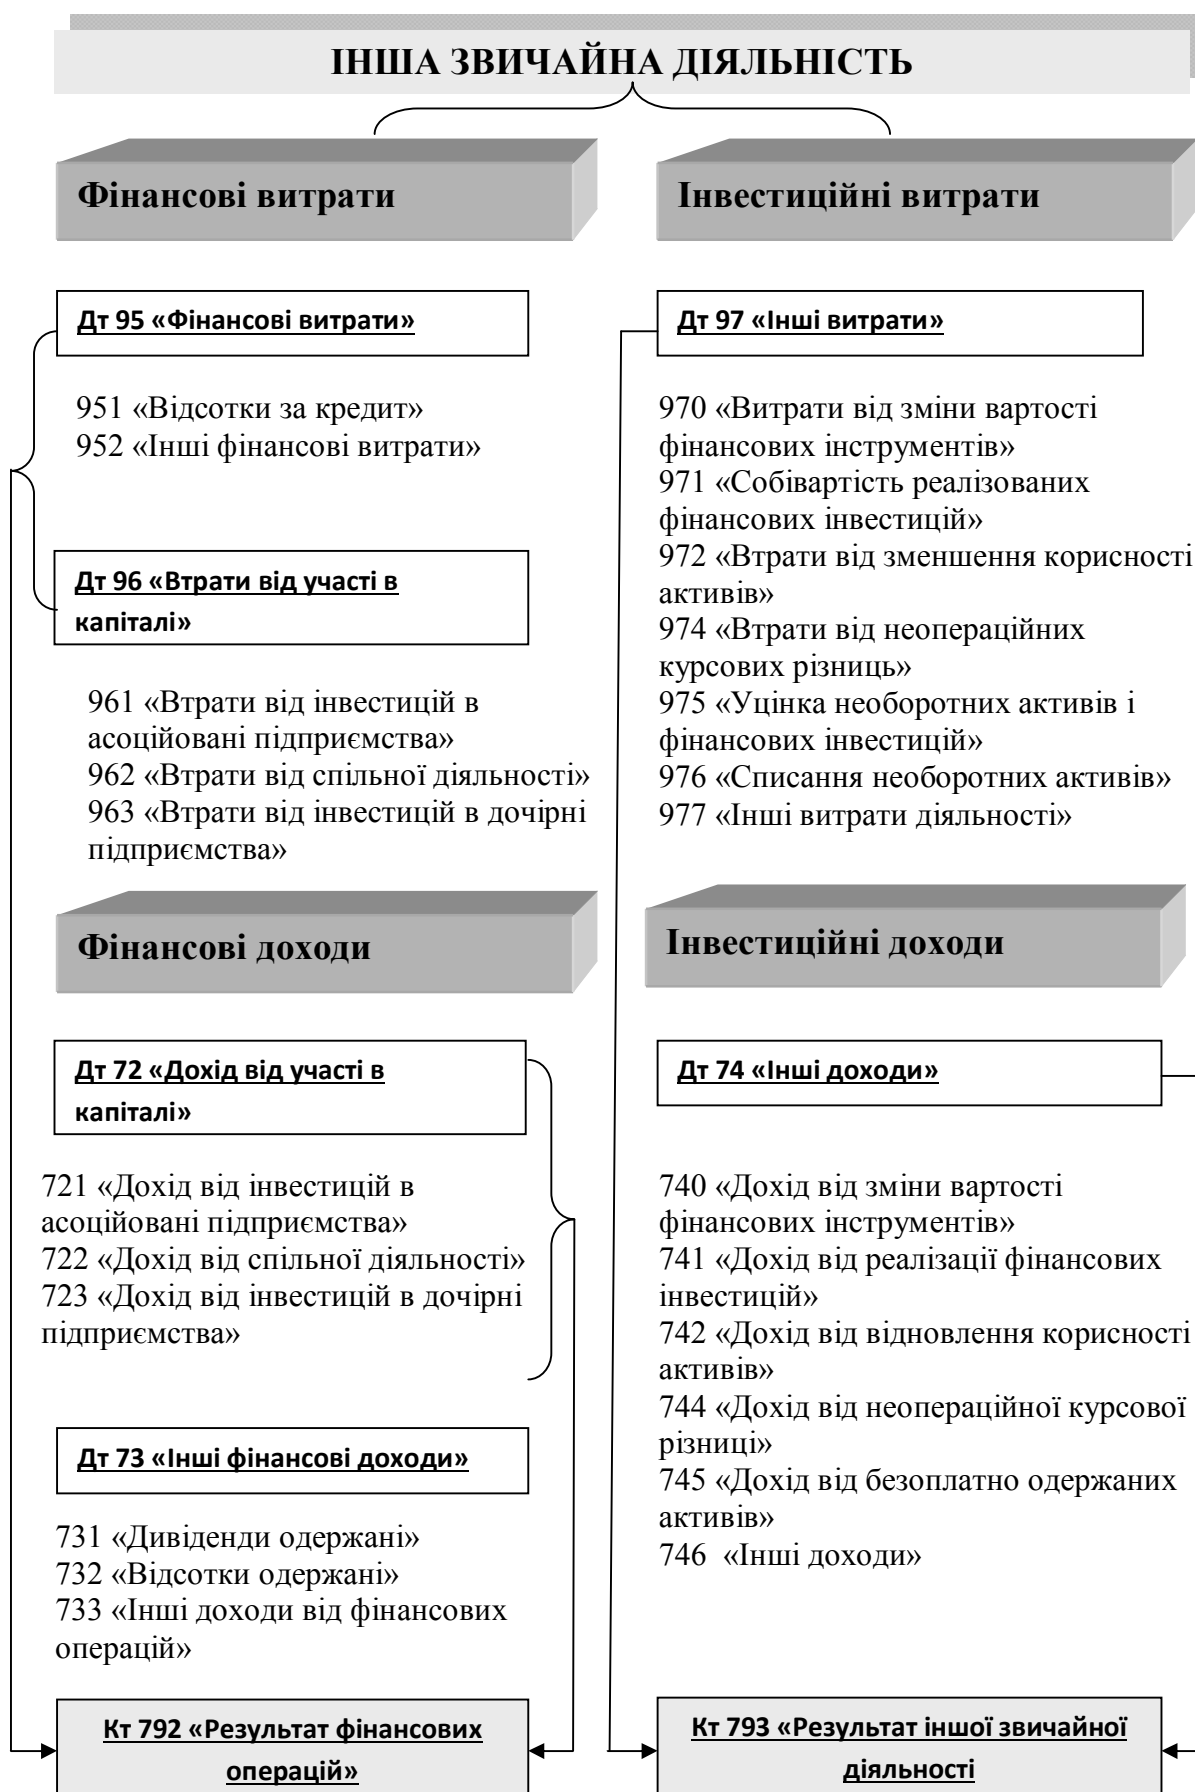 ІНША ЗВИЧАЙНА ДІЯЛЬНІСТЬ
Фінансові витрати
Дт 95 «Фінансові витрати»
951 «Відсотки за кредит»
952 «Інші фінансові витрати»
Дт 96 «Втрати від участі в
капіталі»
961 «Втрати від інвестицій в
асоційовані підприємства»
962 «Втрати від спільної діяльності»
963 «Втрати від інвестицій в дочірні
підприємства»
Інвестиційні витрати
Дт 97 «Інші витрати»
970 «Витрати від зміни вартості
фінансових інструментів»
971 «Собівартість реалізованих
фінансових інвестицій»
972 «Втрати від зменшення корисності
активів»
974 «Втрати від неопераційних
курсових різниць»
975 «Уцінка необоротних активів і
фінансових інвестицій»
976 «Списання необоротних активів»
977 «Інші витрати діяльності»
Фінансові доходи
Дт 72 «Дохід від участі в
капіталі»
721 «Дохід від інвестицій в
асоційовані підприємства»
722 «Дохід від спільної діяльності»
723 «Дохід від інвестицій в дочірні
підприємства»
Дт 73 «Інші фінансові доходи»
731 «Дивіденди одержані»
732 «Відсотки одержані»
733 «Інші доходи від фінансових
операцій»
Кт 792 «Результат фінансових
операцій»
Інвестиційні доходи
Дт 74 «Інші доходи»
740 «Дохід від зміни вартості
фінансових інструментів»
741 «Дохід від реалізації фінансових
інвестицій»
742 «Дохід від відновлення корисності
активів»
744 «Дохід від неопераційної курсової
різниці»
745 «Дохід від безоплатно одержаних
активів»
746 «Інші доходи»
Кт 793 «Результат іншої звичайної
діяльності